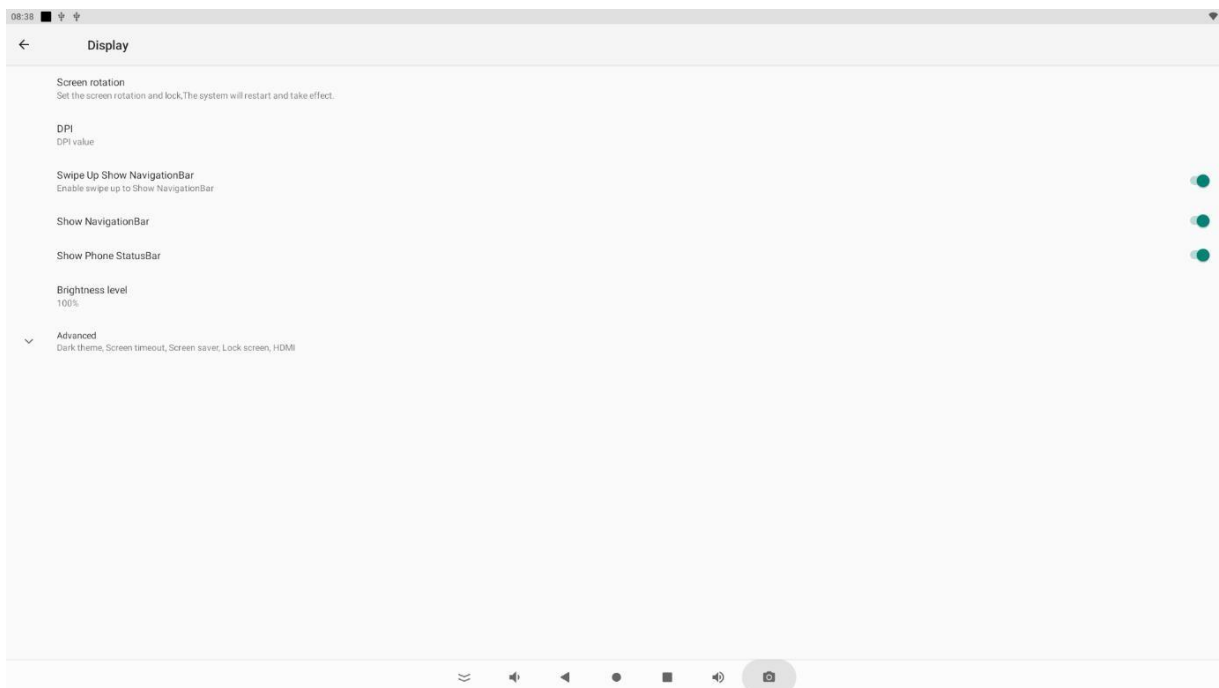 08:38
Display
Screen rotation
Set the screen rotation and lock,The system will restart and take effect.
DPI
DPI value
Swipe Up Show NavigationBar
Enable swipe up to Show NavigationBar
Show NavigationBar
Show Phone StatusBar
Brightness level
100%
Advanced
Dark theme, Screen timeout, Screen saver, Lock screen, HDMI